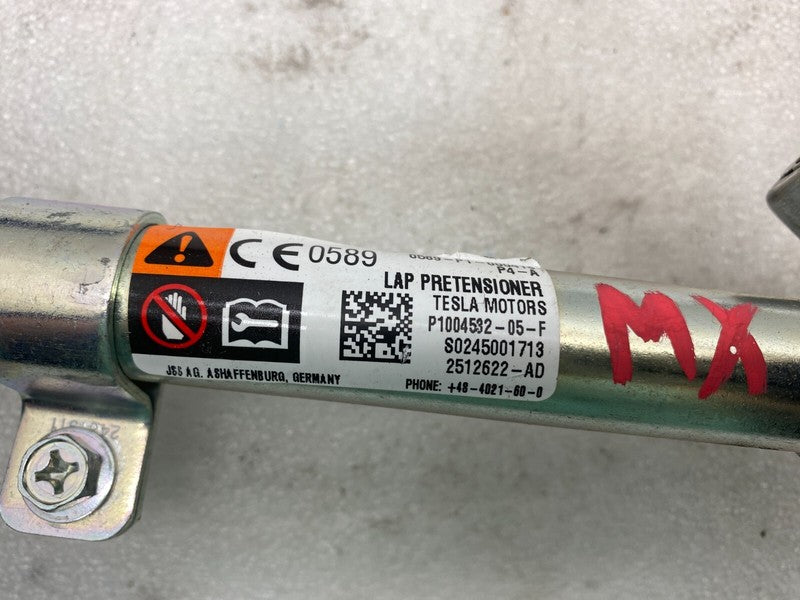 CE 0589
P4-A
LAP PRETENSIONER
TESLA MOTORS
P1004532-05-F
S0245001713
2512622-AD
JSS AG. ASHAFFENBURG, GERMANY
PHONE: +48-4021-60-0
MX